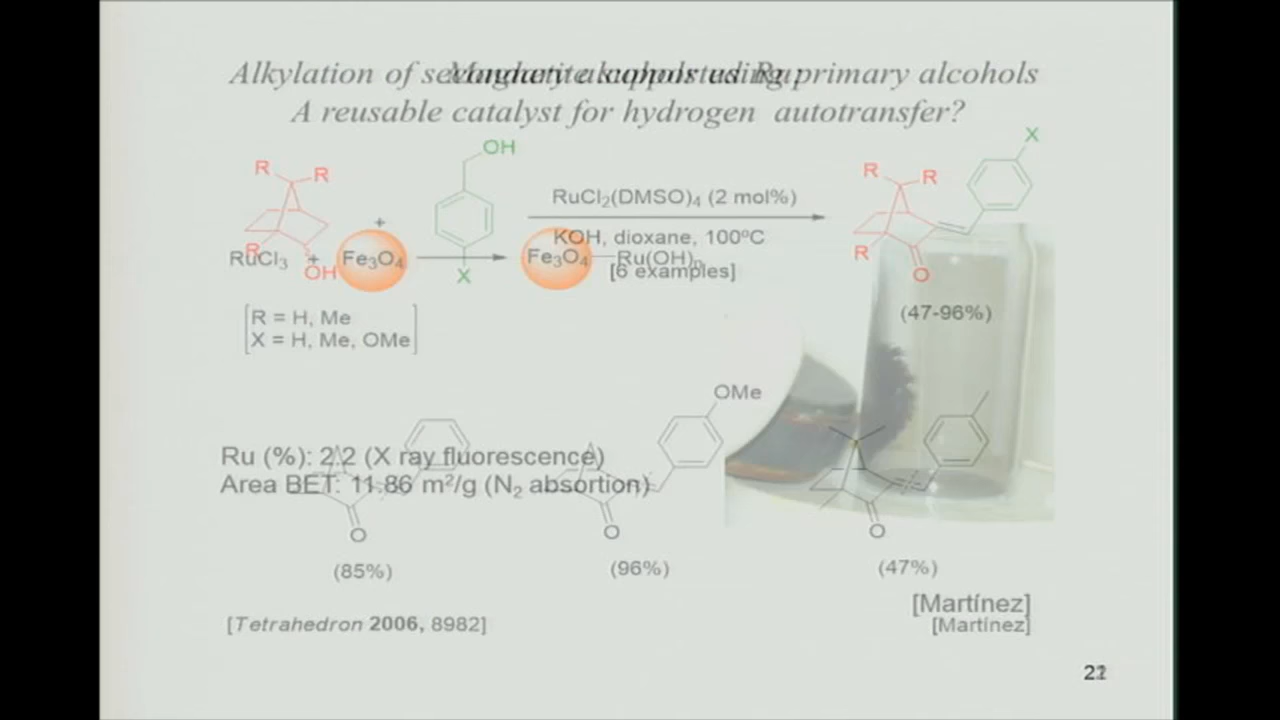 Alkylation of secondary alcohols using primary alcohols
Magnetite supported Ru:
A reusable catalyst for hydrogen autotransfer?
R
R
R
OH
+
OH
X
RuCl2(DMSO)4 (2 mol%)
KOH, dioxane, 100ºC
[6 examples]
R
R
R
O
X
(47-96%)
RuCl3 + Fe3O4
Fe3O4 Ru(OH)n
R = H, Me
X = H, Me, OMe
OMe
Ru (%): 2.2 (X ray fluorescence)
Area BET: 11.86 m²/g (N2 absortion)
O
O
O
(85%)
(96%)
(47%)
[Martínez]
[Tetrahedron 2006, 8982]
[Martínez]